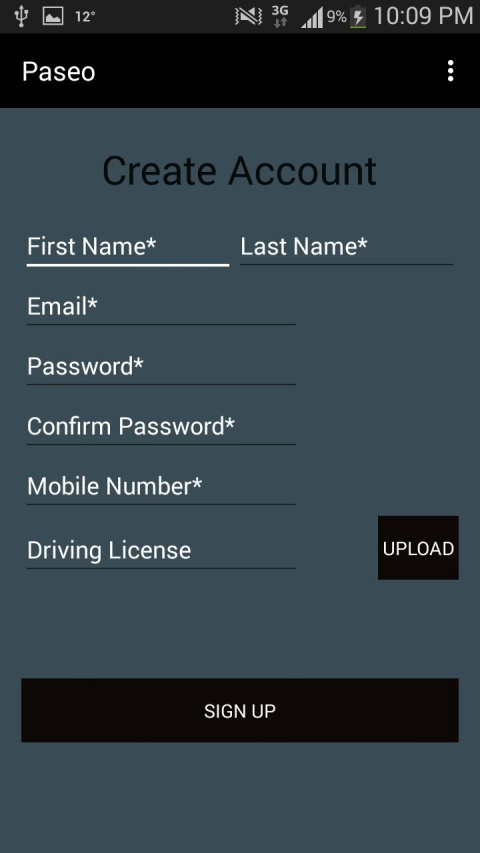 12° 3G 9% 10:09 PM
Paseo
Create Account
First Name* Last Name*
Email*
Password*
Confirm Password*
Mobile Number*
Driving License UPLOAD
SIGN UP